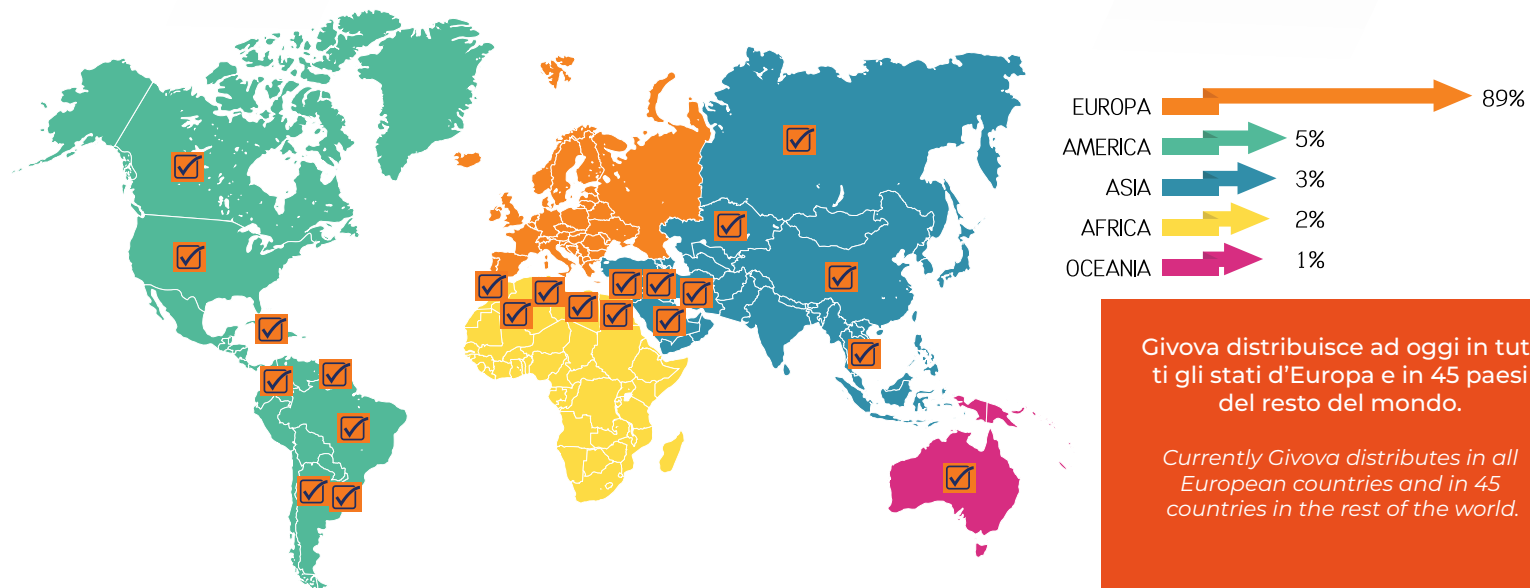 EUROPA 89%
AMERICA 5%
ASIA 3%
AFRICA 2%
OCEANIA 1%
Givova distribuisce ad oggi in tut
ti gli stati d'Europa e in 45 paesi
del resto del mondo.
Currently Givova distributes in all
European countries and in 45
countries in the rest of the world.